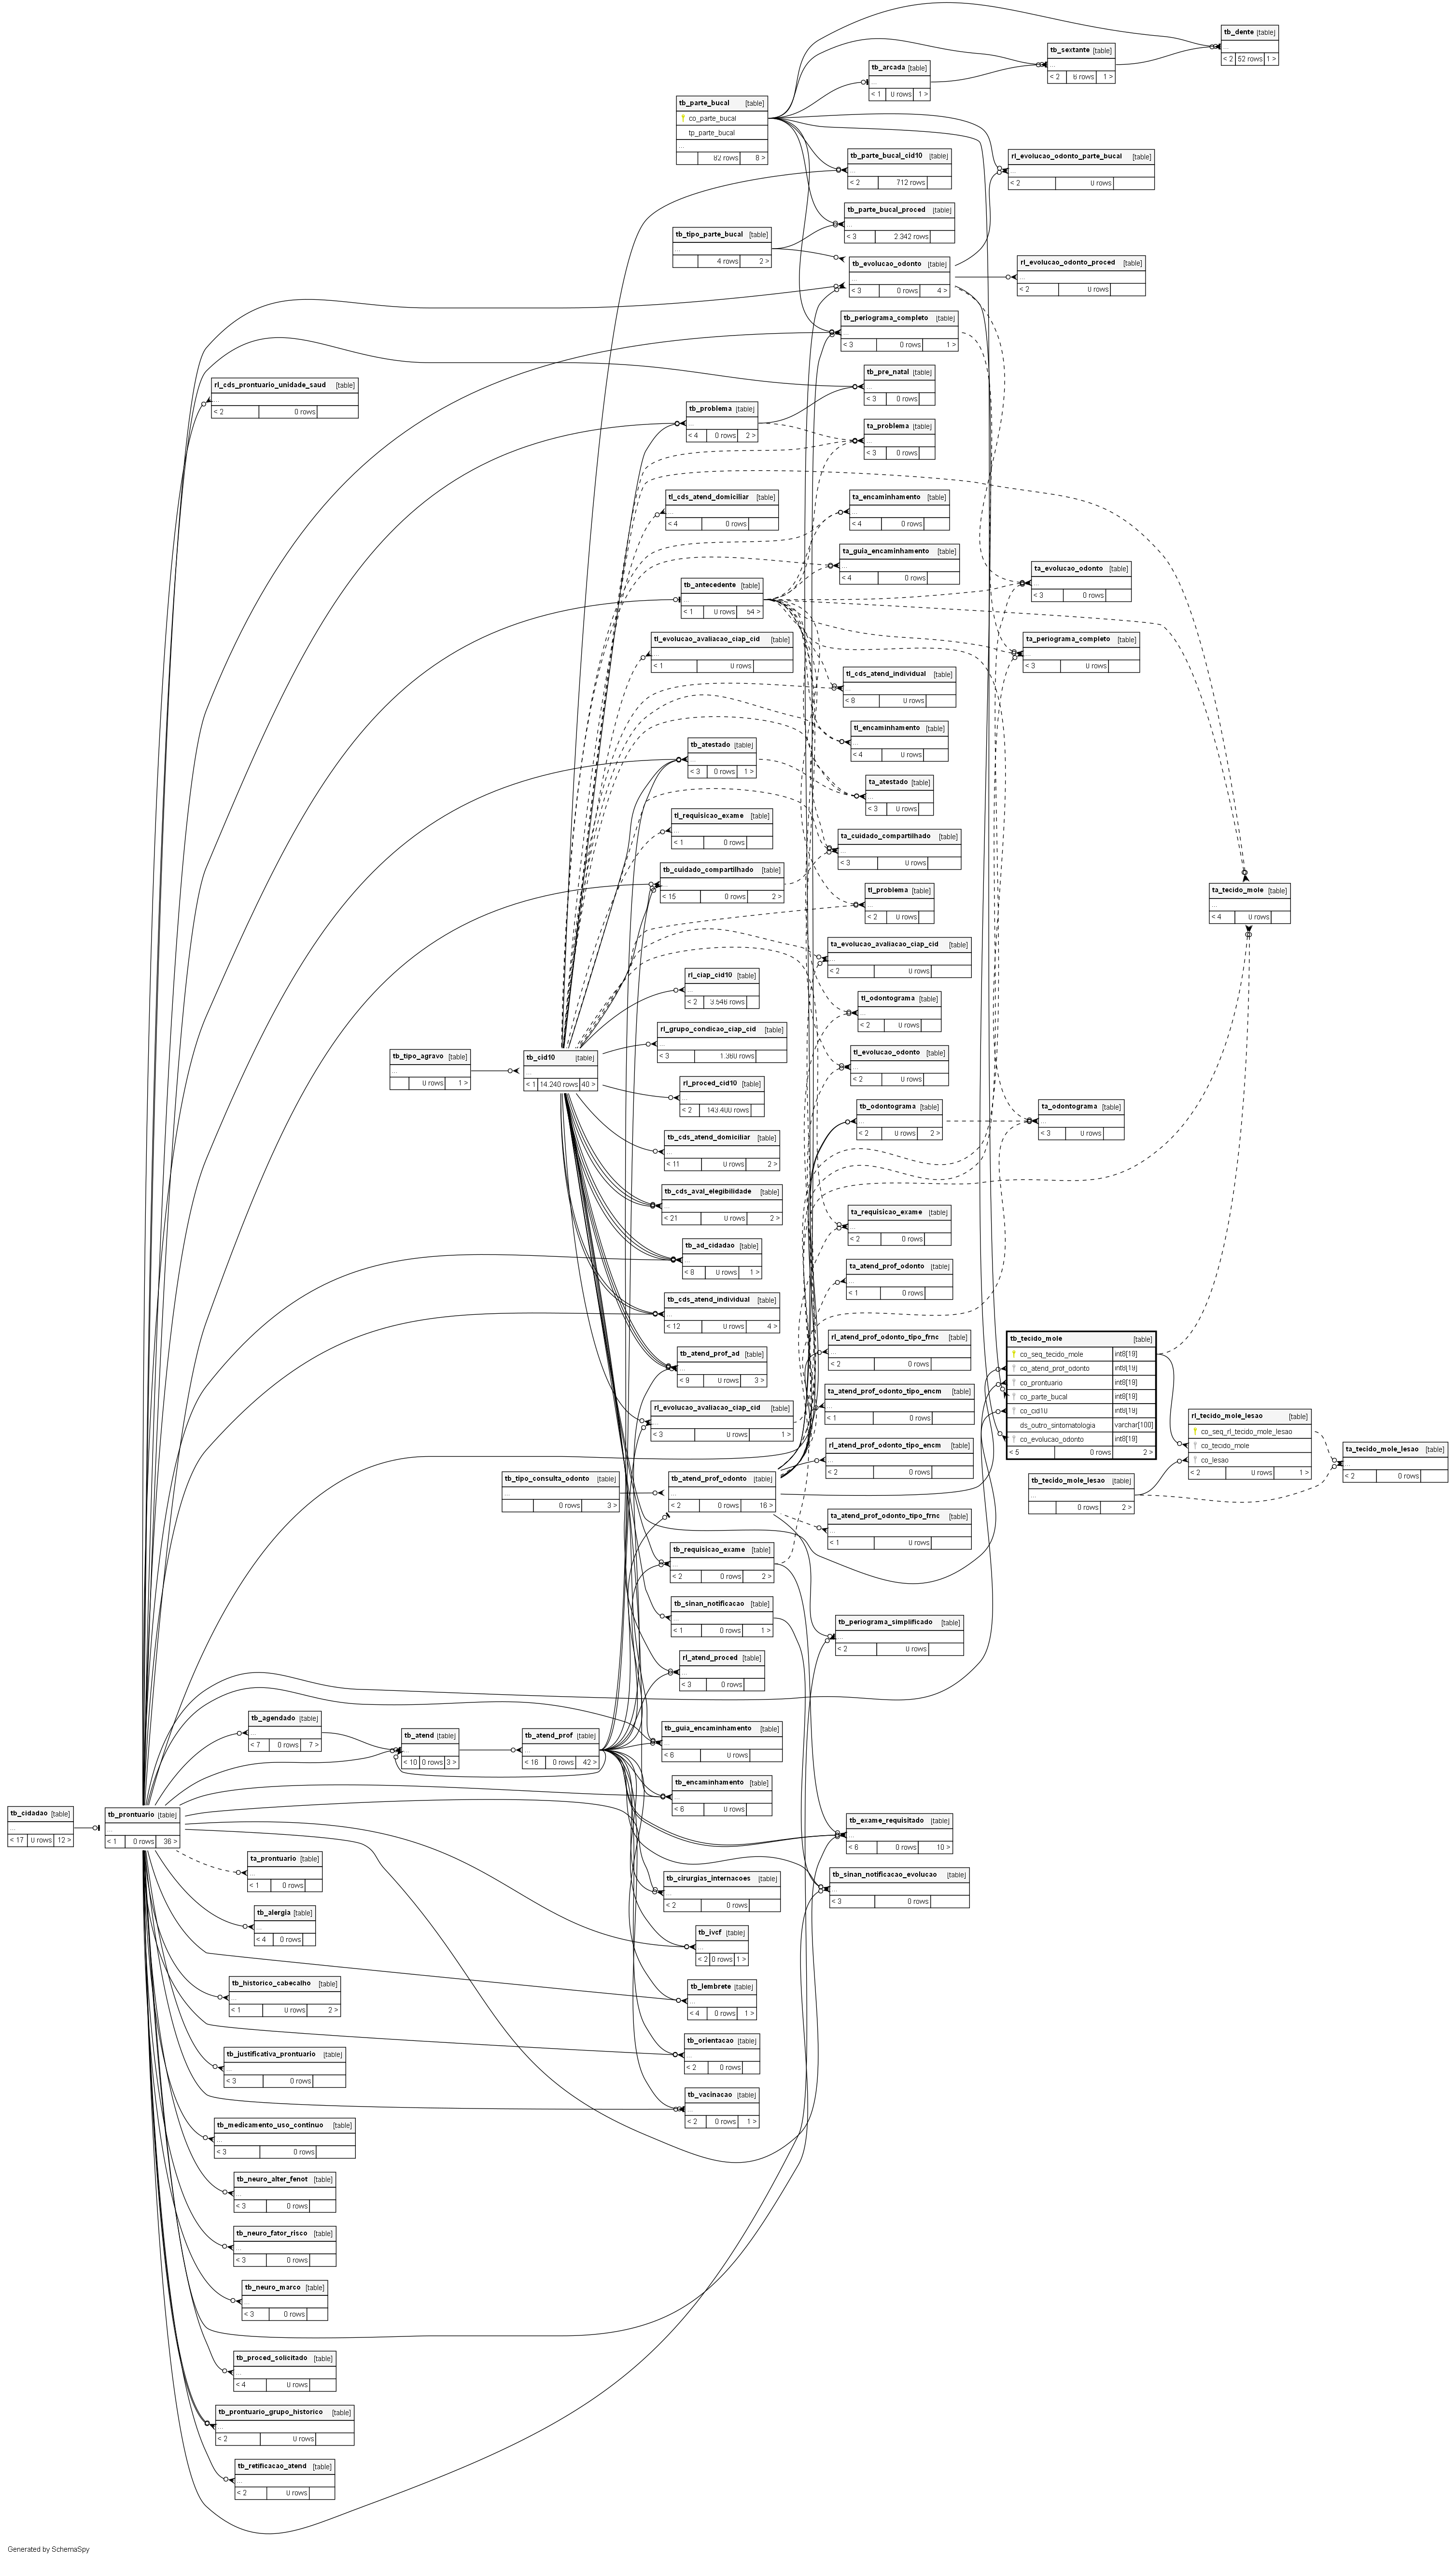 tb_dente [table]
...
< 2 52 rows 1 >
tb_sextante [table]
...
< 2 6 rows 1 >
tb_arcada [table]
...
< 1 0 rows 1 >
tb_parte_bucal [table]
co_parte_bucal
tp_parte_bucal
...
82 rows 8 >
tb_parte_bucal_cid10 [table]
...
< 2 712 rows
rl_evolucao_odonto_parte_bucal [table]
...
< 2 0 rows
tb_parte_bucal_proced [table]
...
< 3 2.342 rows
tb_tipo_parte_bucal [table]
...
4 rows 2 >
tb_evolucao_odonto [table]
...
< 3 0 rows 4 >
rl_evolucao_odonto_proced [table]
...
< 2 0 rows
tb_periograma_completo [table]
...
< 3 0 rows 1 >
tb_pre_natal [table]
...
< 3 0 rows
rl_cds_prontuario_unidade_saud [table]
...
< 2 0 rows
tb_problema [table]
...
< 4 0 rows 2 >
ta_problema [table]
...
< 3 0 rows
tl_cds_atend_domiciliar [table]
...
< 4 0 rows
ta_encaminhamento [table]
...
< 4 0 rows
ta_guia_encaminhamento [table]
...
< 4 0 rows
ta_evolucao_odonto [table]
...
< 3 0 rows
tb_antecedente [table]
...
< 1 0 rows 54 >
tl_evolucao_avaliacao_ciap_cid [table]
...
< 1 0 rows
ta_periograma_completo [table]
...
< 3 0 rows
tl_cds_atend_individual [table]
...
< 8 0 rows
tl_encaminhamento [table]
...
< 4 0 rows
tb_atestado [table]
...
< 3 0 rows 1 >
ta_atestado [table]
...
< 3 0 rows
tl_requisicao_exame [table]
...
< 1 0 rows
ta_cuidado_compartilhado [table]
...
< 3 0 rows
tb_cuidado_compartilhado [table]
...
< 15 0 rows 2 >
tl_problema [table]
...
< 2 0 rows
ta_tecido_mole [table]
...
< 4 0 rows
ta_evolucao_avaliacao_ciap_cid [table]
...
< 2 0 rows
rl_ciap_cid10 [table]
...
< 2 3.546 rows
tl_odontograma [table]
...
< 2 0 rows
rl_grupo_condicao_ciap_cid [table]
...
< 3 1.360 rows
tl_evolucao_odonto [table]
...
< 2 0 rows
tb_tipo_agravo [table]
...
0 rows 1 >
tb_cid10 [table]
...
< 1 14.240 rows 40 >
rl_proced_cid10 [table]
...
< 2 143.400 rows
tb_odontograma [table]
...
< 2 0 rows 2 >
ta_odontograma [table]
...
< 3 0 rows
tb_cds_atend_domiciliar [table]
...
< 11 0 rows 2 >
tb_cds_aval_elegibilidade [table]
...
< 21 0 rows 2 >
ta_requisicao_exame [table]
...
< 2 0 rows
tb_ad_cidadao [table]
...
< 8 0 rows 1 >
ta_atend_prof_odonto [table]
...
< 1 0 rows
tb_cds_atend_individual [table]
...
< 12 0 rows 4 >
rl_atend_prof_odonto_tipo_frnc [table]
...
< 2 0 rows
tb_tecido_mole [table]
co_seq_tecido_mole int8[19]
co_atend_prof_odonto int8[19]
co_prontuario int8[19]
co_parte_bucal int8[19]
co_cid10 int8[19]
ds_outro_sintomatologia varchar[100]
co_evolucao_odonto int8[19]
< 5 0 rows 2 >
tb_atend_prof_ad [table]
...
< 9 0 rows 3 >
ta_atend_prof_odonto_tipo_encm [table]
...
< 1 0 rows
rl_evolucao_avaliacao_ciap_cid [table]
...
< 3 0 rows 1 >
rl_tecido_mole_lesao [table]
co_seq_rl_tecido_mole_lesao
co_tecido_mole
co_lesao
< 2 0 rows 1 >
rl_atend_prof_odonto_tipo_encm [table]
...
< 2 0 rows
ta_tecido_mole_lesao [table]
...
< 2 0 rows
tb_tipo_consulta_odonto [table]
...
0 rows 3 >
tb_atend_prof_odonto [table]
...
< 2 0 rows 16 >
tb_tecido_mole_lesao [table]
...
0 rows 2 >
ta_atend_prof_odonto_tipo_frnc [table]
...
< 1 0 rows
tb_requisicao_exame [table]
...
< 2 0 rows 2 >
tb_sinan_notificacao [table]
...
< 1 0 rows 1 >
tb_periograma_simplificado [table]
...
< 2 0 rows
rl_atend_proced [table]
...
< 3 0 rows
tb_agendado [table]
...
< 7 0 rows 7 >
tb_atend [table]
...
< 10 0 rows 3 >
tb_atend_prof [table]
...
< 16 0 rows 42 >
tb_guia_encaminhamento [table]
...
< 6 0 rows
tb_encaminhamento [table]
...
< 6 0 rows
tb_cidadao [table]
...
< 17 0 rows 12 >
tb_prontuario [table]
...
< 1 0 rows 36 >
tb_exame_requisitado [table]
...
< 6 0 rows 10 >
ta_prontuario [table]
...
< 1 0 rows
tb_cirurgias_internacoes [table]
...
< 2 0 rows
tb_sinan_notificacao_evolucao [table]
...
< 3 0 rows
tb_alergia [table]
...
< 4 0 rows
tb_ivcf [table]
...
< 2 0 rows 1 >
tb_historico_cabecalho [table]
...
< 1 0 rows 2 >
tb_lembrete [table]
...
< 4 0 rows 1 >
tb_justificativa_prontuario [table]
...
< 3 0 rows
tb_orientacao [table]
...
< 2 0 rows
tb_vacinacao [table]
...
< 2 0 rows 1 >
tb_medicamento_uso_continuo [table]
...
< 3 0 rows
tb_neuro_alter_fenot [table]
...
< 3 0 rows
tb_neuro_fator_risco [table]
...
< 3 0 rows
tb_neuro_marco [table]
...
< 3 0 rows
tb_proced_solicitado [table]
...
< 4 0 rows
tb_prontuario_grupo_historico [table]
...
< 2 0 rows
tb_retificacao_atend [table]
...
< 2 0 rows
Generated by SchemaSpy